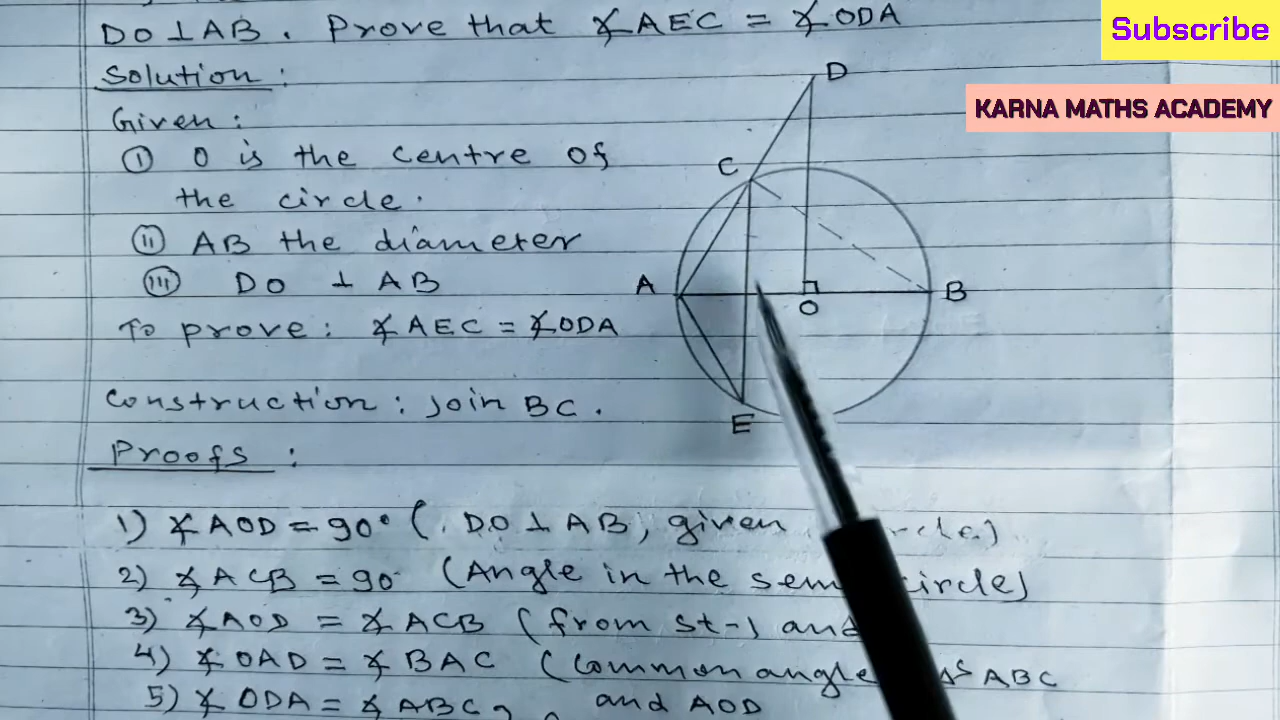 DO⊥AB. Prove that ∡AEC = ∡ODA
Subscribe
Solution:
KARNA MATHS ACADEMY
D
Given:
① O is the centre of
the circle.
C
ⅱ AB the diameter
ⅲ DO ⊥ AB
A
B
O
To prove: ∡AEC = ∡ODA
Construction: Join BC.
E
Proofs:
1) ∡AOD = 90° (. DO⊥AB, given
2) ∡ACB = 90° (Angle in the circle)
3) ∡AOD = ∡ACB (from st-1 and
4) ∡OAD = ∡BAC (Common angle ABC
5) ∡ODA = ∡ABC and AOD